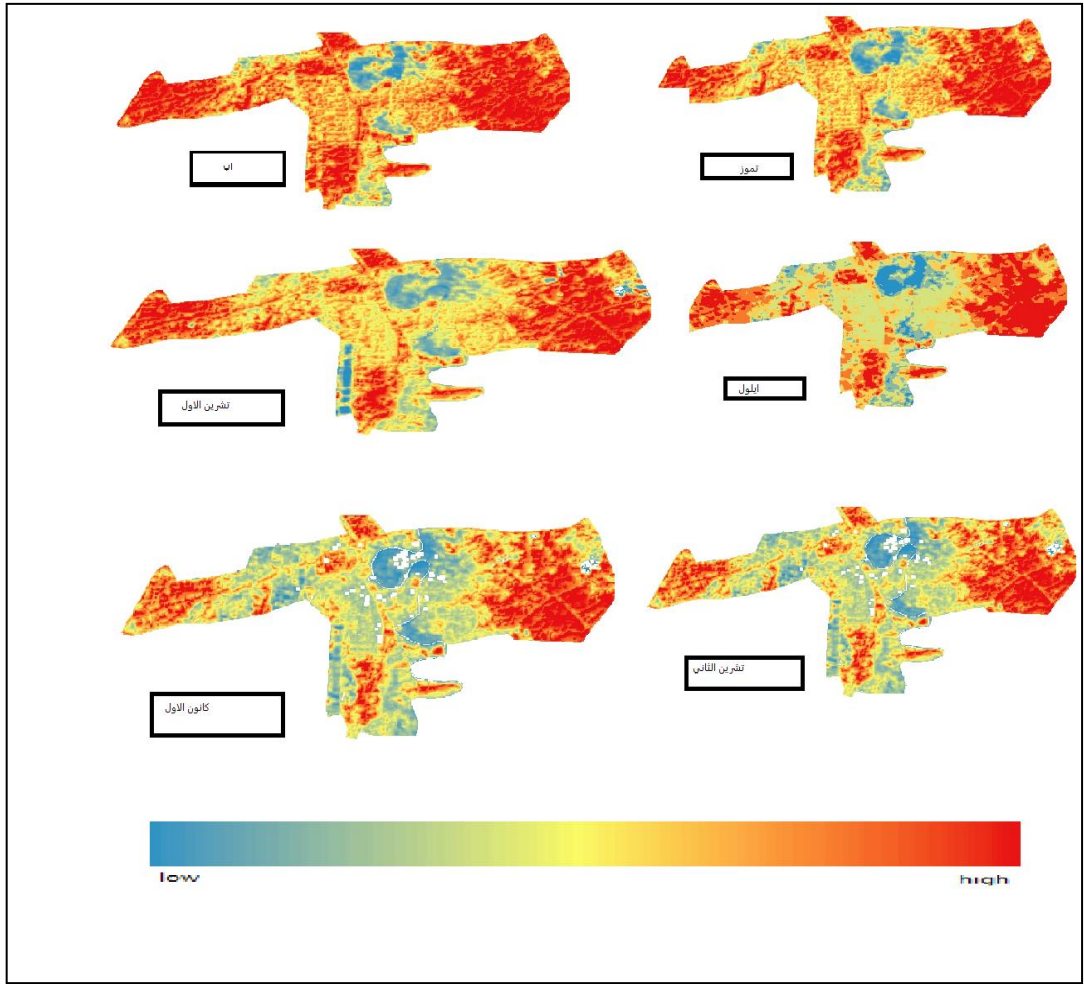 اب
تموز
تشرين الاول
ايلول
كانون الاول
تشرين الثاني
low
high